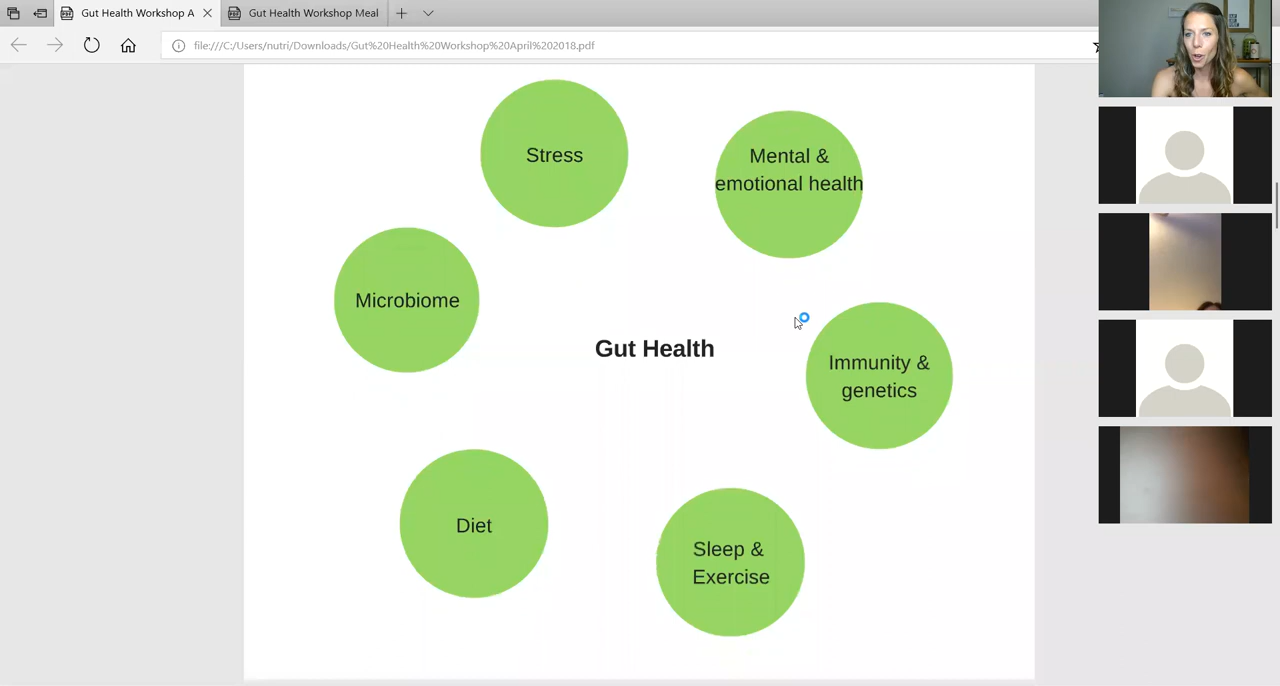 Gut Health Workshop A
Gut Health Workshop Meal
file:///C:/Users/nutri/Downloads/Gut%20Health%20Workshop%20April%202018.pdf
Stress
Mental &
emotional health
Microbiome
Gut Health
Immunity &
genetics
Diet
Sleep &
Exercise